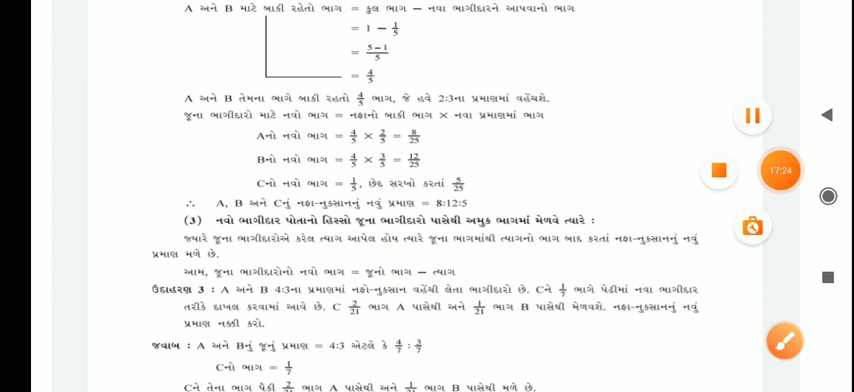 A અને B માટે બાકી રહેતો ભાગ = કુલ ભાગ − નવા ભાગીદારને આપવાનો ભાગ
= 1 − 1/5
= (5−1)/5
= 4/5
A અને B તેમના ભાગે બાકી રહતો 4/5 ભાગ, જે હવે 2:3ના પ્રમાણમાં વહેંચશે.
જૂના ભાગીદારો માટે નવો ભાગ = નફાનો બાકી ભાગ × નવા પ્રમાણમાં ભાગ
Aનો નવો ભાગ = 4/5 × 2/5 = 8/25
Bનો નવો ભાગ = 4/5 × 3/5 = 12/25
Cનો નવો ભાગ = 1/5, છેદ સરખો કરતાં 5/25
∴ A, B અને Cનું નફા-નુકસાનનું નવું પ્રમાણ = 8:12:5
(3) નવો ભાગીદાર પોતાનો હિસ્સો જૂના ભાગીદારો પાસેથી અમુક ભાગમાં મેળવે ત્યારે :
જ્યારે જૂના ભાગીદારોએ કરેલ ત્યાગ આપેલ હોય ત્યારે જૂના ભાગમાંથી ત્યાગનો ભાગ બાદ કરતાં નફા-નુકસાનનું નવું
પ્રમાણ મળે છે.
આમ, જૂના ભાગીદારોનો નવો ભાગ = જૂનો ભાગ − ત્યાગ
ઉદાહરણ 3 : A અને B 4:3ના પ્રમાણમાં નફો-નુકસાન વહેંચી લેતા ભાગીદારો છે. Cને 1/7 ભાગે પેઢીમાં નવા ભાગીદાર
તરીકે દાખલ કરવામાં આવે છે. C 2/21 ભાગ A પાસેથી અને 1/21 ભાગ B પાસેથી મેળવશે. નફા-નુકસાનનું નવું
પ્રમાણ નક્કી કરો.
જવાબ : A અને Bનું જૂનું પ્રમાણ = 4:3 એટલે કે 4/7 : 3/7
Cનો ભાગ = 1/7
Cને તેના ભાગ પૈકી 2/21 ભાગ A પાસેથી અને 1/21 ભાગ B પાસેથી મળે છે.
17:24